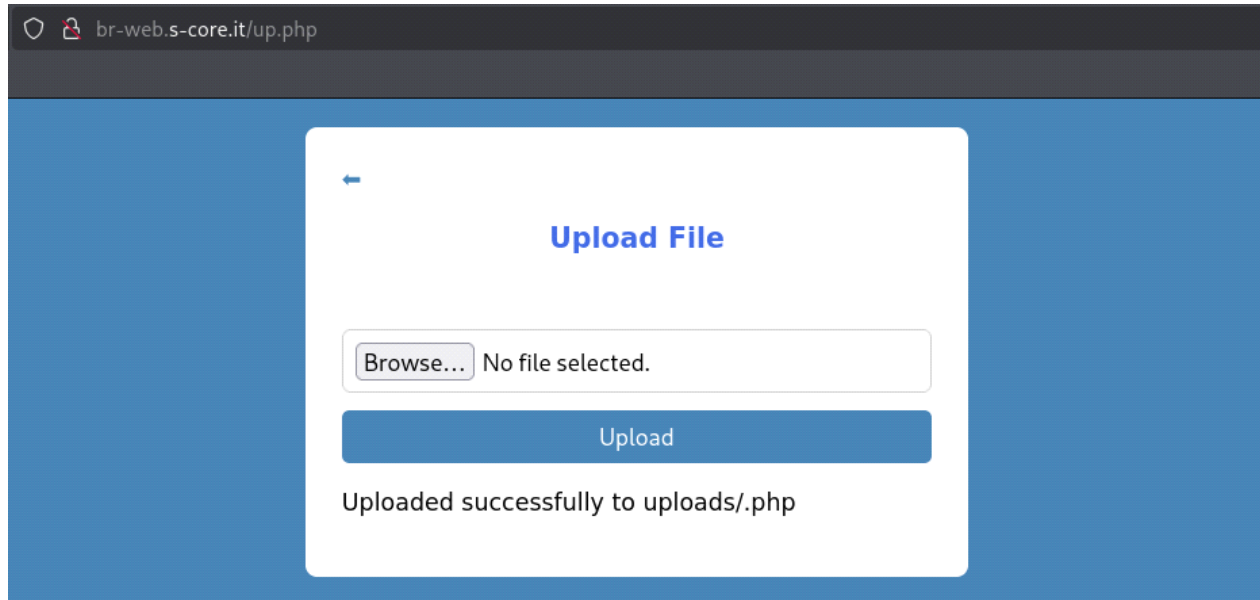 br-web.s-core.it/up.php
Upload File
Browse... No file selected.
Upload
Uploaded successfully to uploads/.php